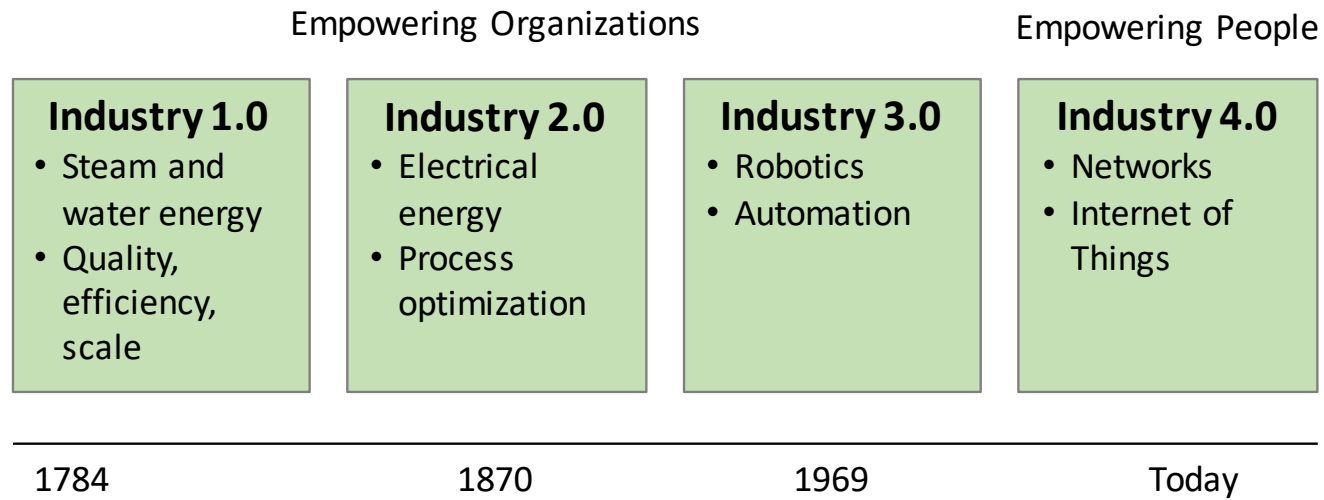 Empowering Organizations
Empowering People
Industry 1.0
• Steam and
water energy
• Quality,
efficiency,
scale
Industry 2.0
• Electrical
energy
• Process
optimization
Industry 3.0
• Robotics
• Automation
Industry 4.0
• Networks
• Internet of
Things
1784
1870
1969
Today